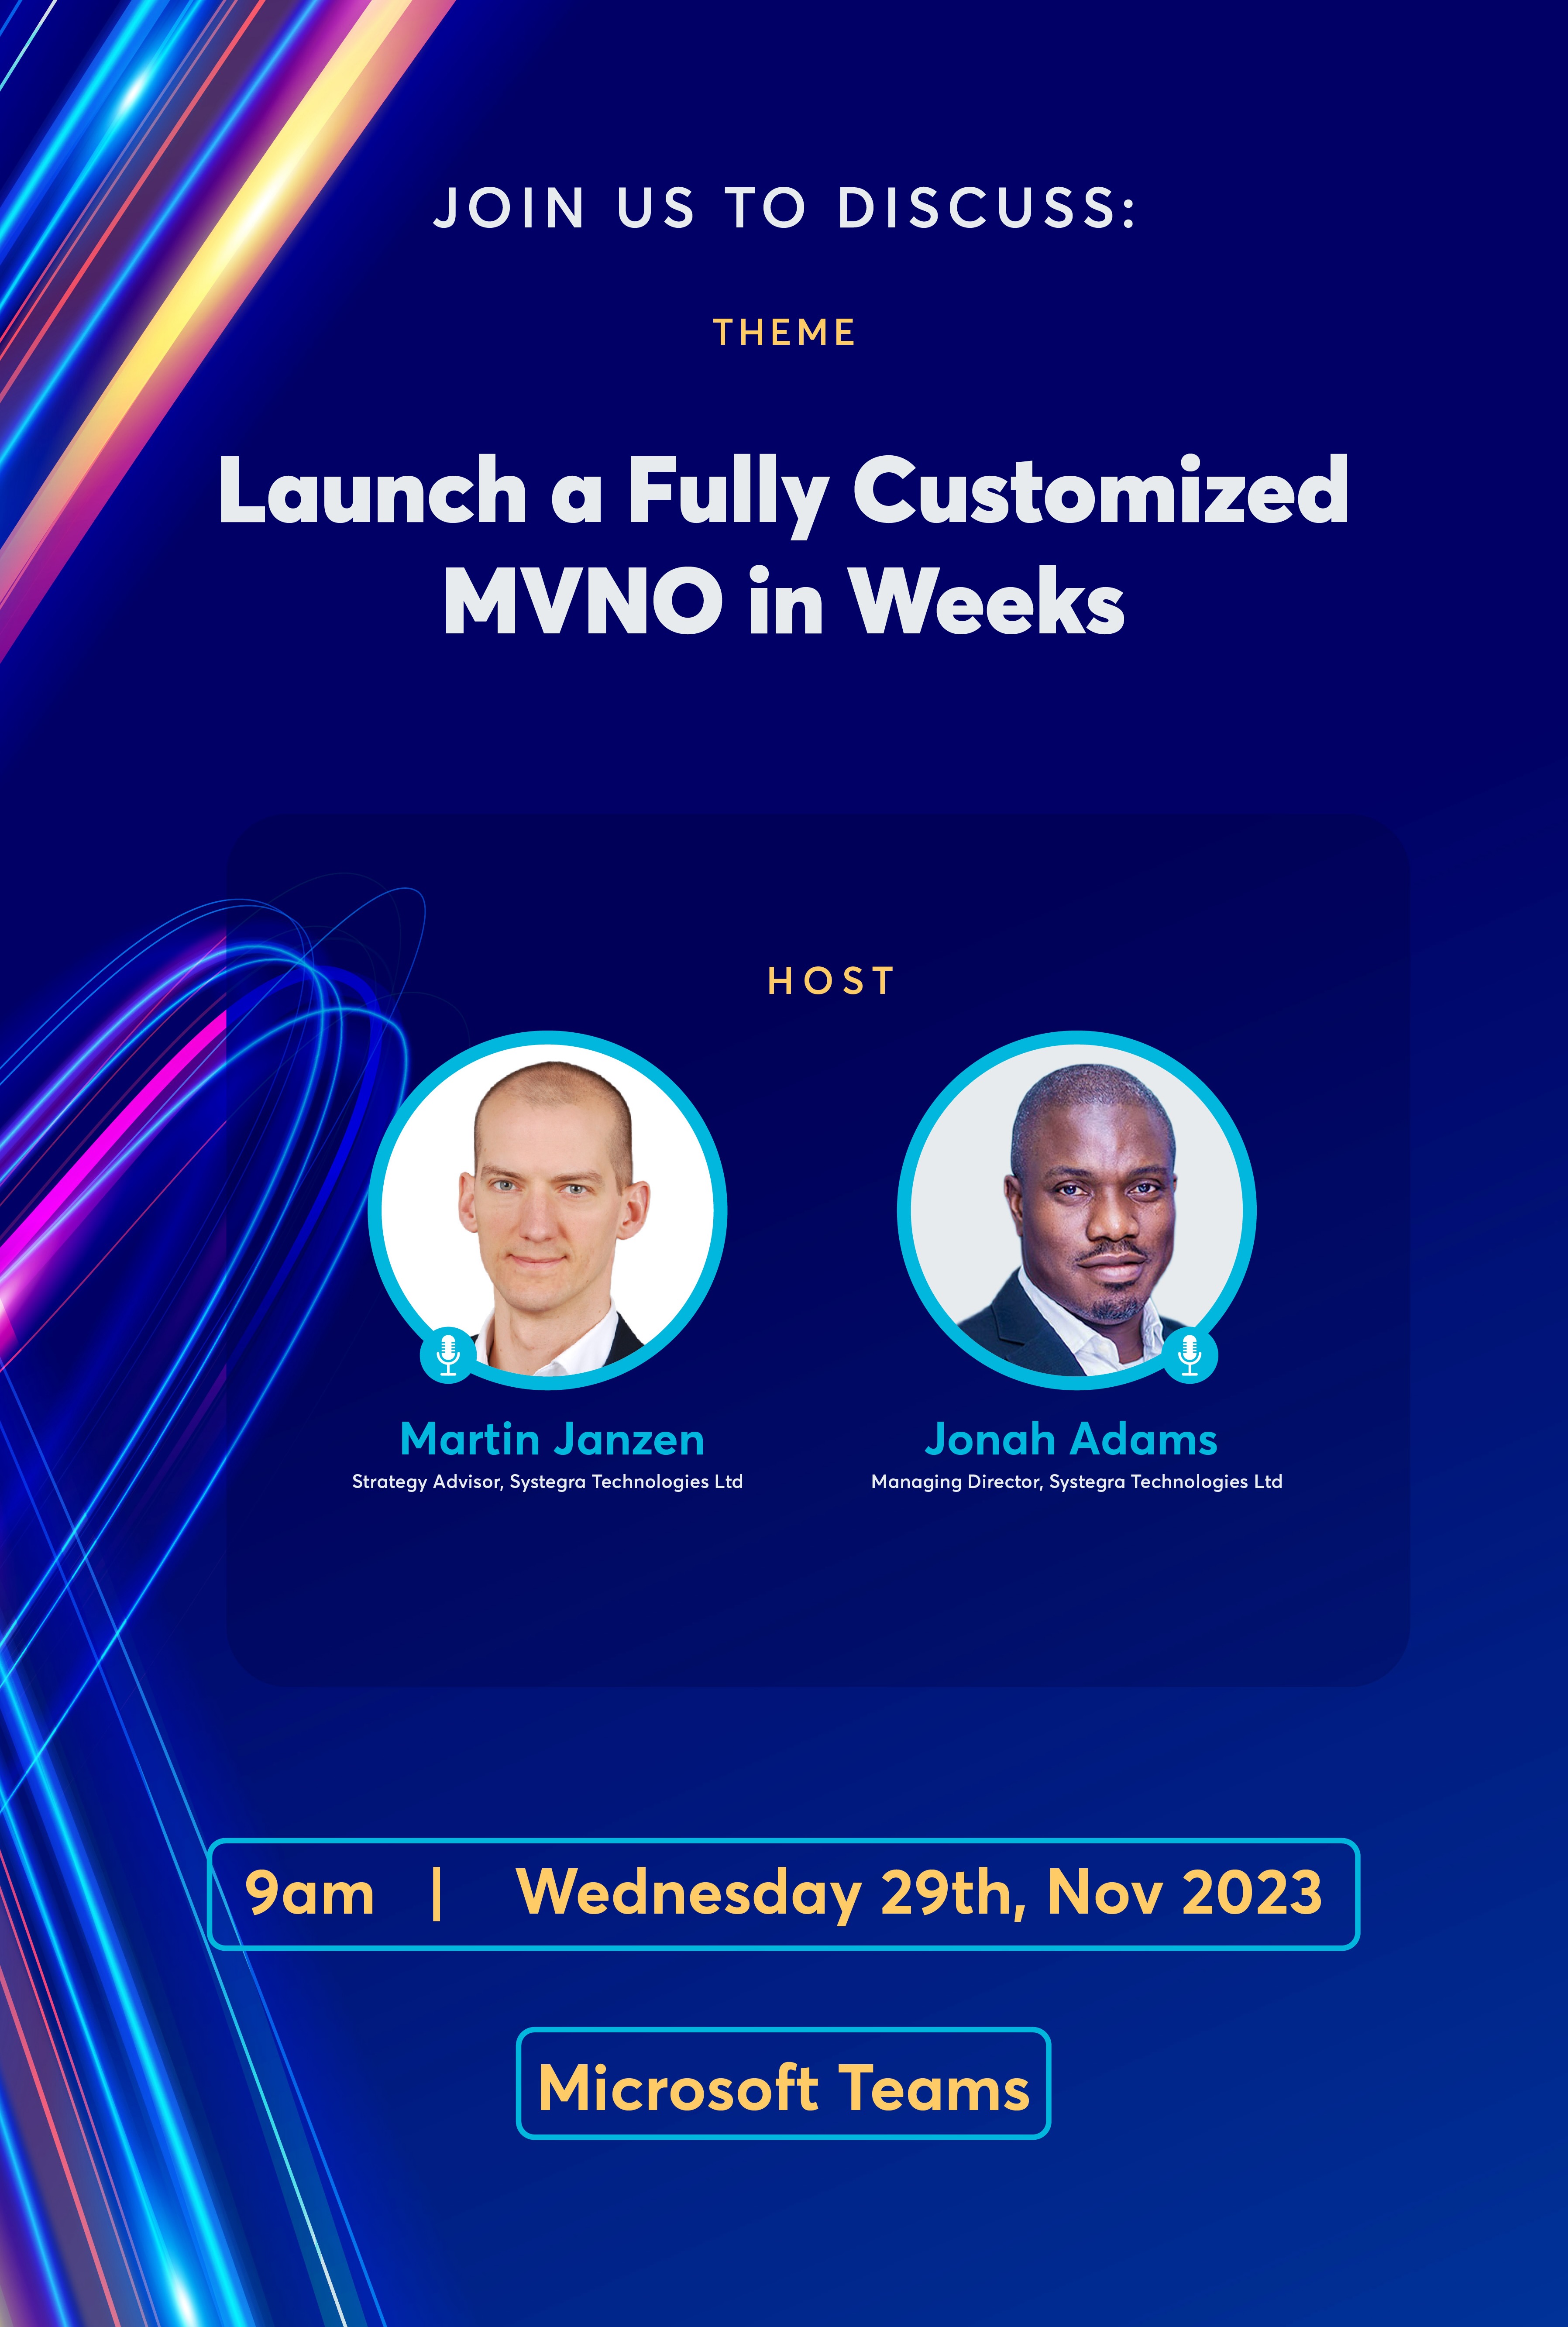 JOIN US TO DISCUSS:
THEME
Launch a Fully Customized
MVNO in Weeks
HOST
Martin Janzen
Strategy Advisor, Systegra Technologies Ltd
Jonah Adams
Managing Director, Systegra Technologies Ltd
9am | Wednesday 29th, Nov 2023
Microsoft Teams